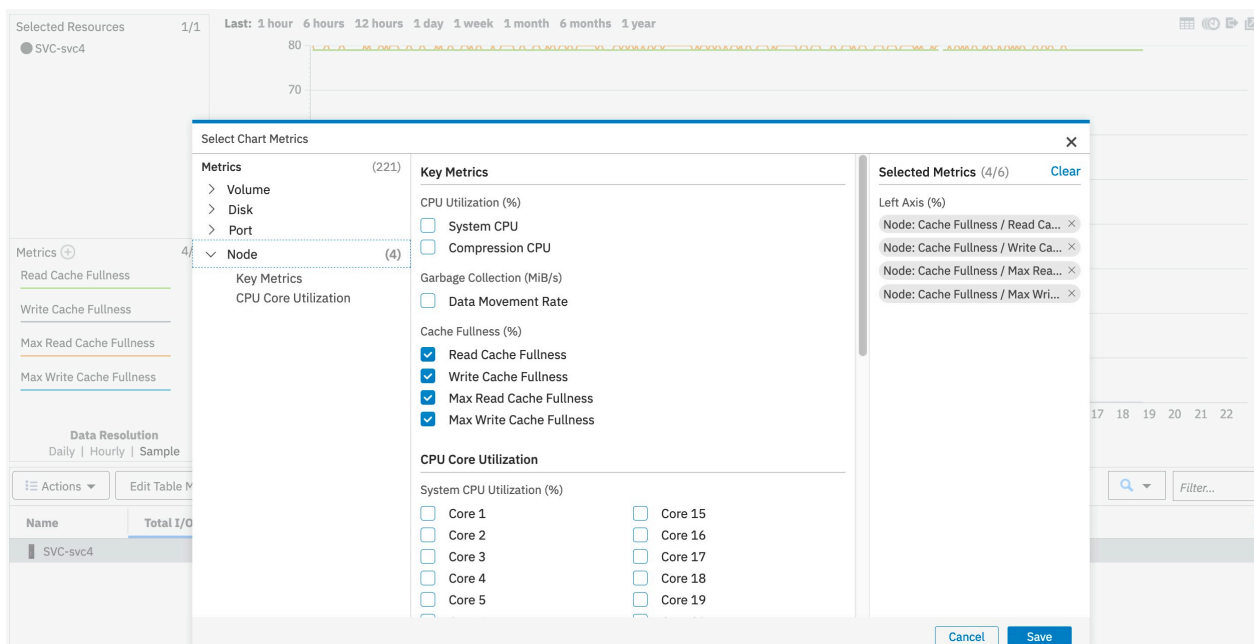 Selected Resources 1/1
SVC-svc4
Last: 1 hour 6 hours 12 hours 1 day 1 week 1 month 6 months 1 year
80
70
Metrics 4/
Read Cache Fullness
Write Cache Fullness
Max Read Cache Fullness
Max Write Cache Fullness
Data Resolution
Daily | Hourly | Sample
Select Chart Metrics
Metrics (221)
Volume
Disk
Port
Node (4)
Key Metrics
CPU Core Utilization
Key Metrics
CPU Utilization (%)
System CPU
Compression CPU
Garbage Collection (MiB/s)
Data Movement Rate
Cache Fullness (%)
Read Cache Fullness
Write Cache Fullness
Max Read Cache Fullness
Max Write Cache Fullness
CPU Core Utilization
System CPU Utilization (%)
Core 1 Core 15
Core 2 Core 16
Core 3 Core 17
Core 4 Core 18
Core 5 Core 19
Selected Metrics (4/6) Clear
Left Axis (%)
Node: Cache Fullness / Read Ca... ×
Node: Cache Fullness / Write Ca... ×
Node: Cache Fullness / Max Rea... ×
Node: Cache Fullness / Max Wri... ×
Cancel Save
17 18 19 20 21 22
Actions Edit Table M
Filter...
Name Total I/O
SVC-svc4